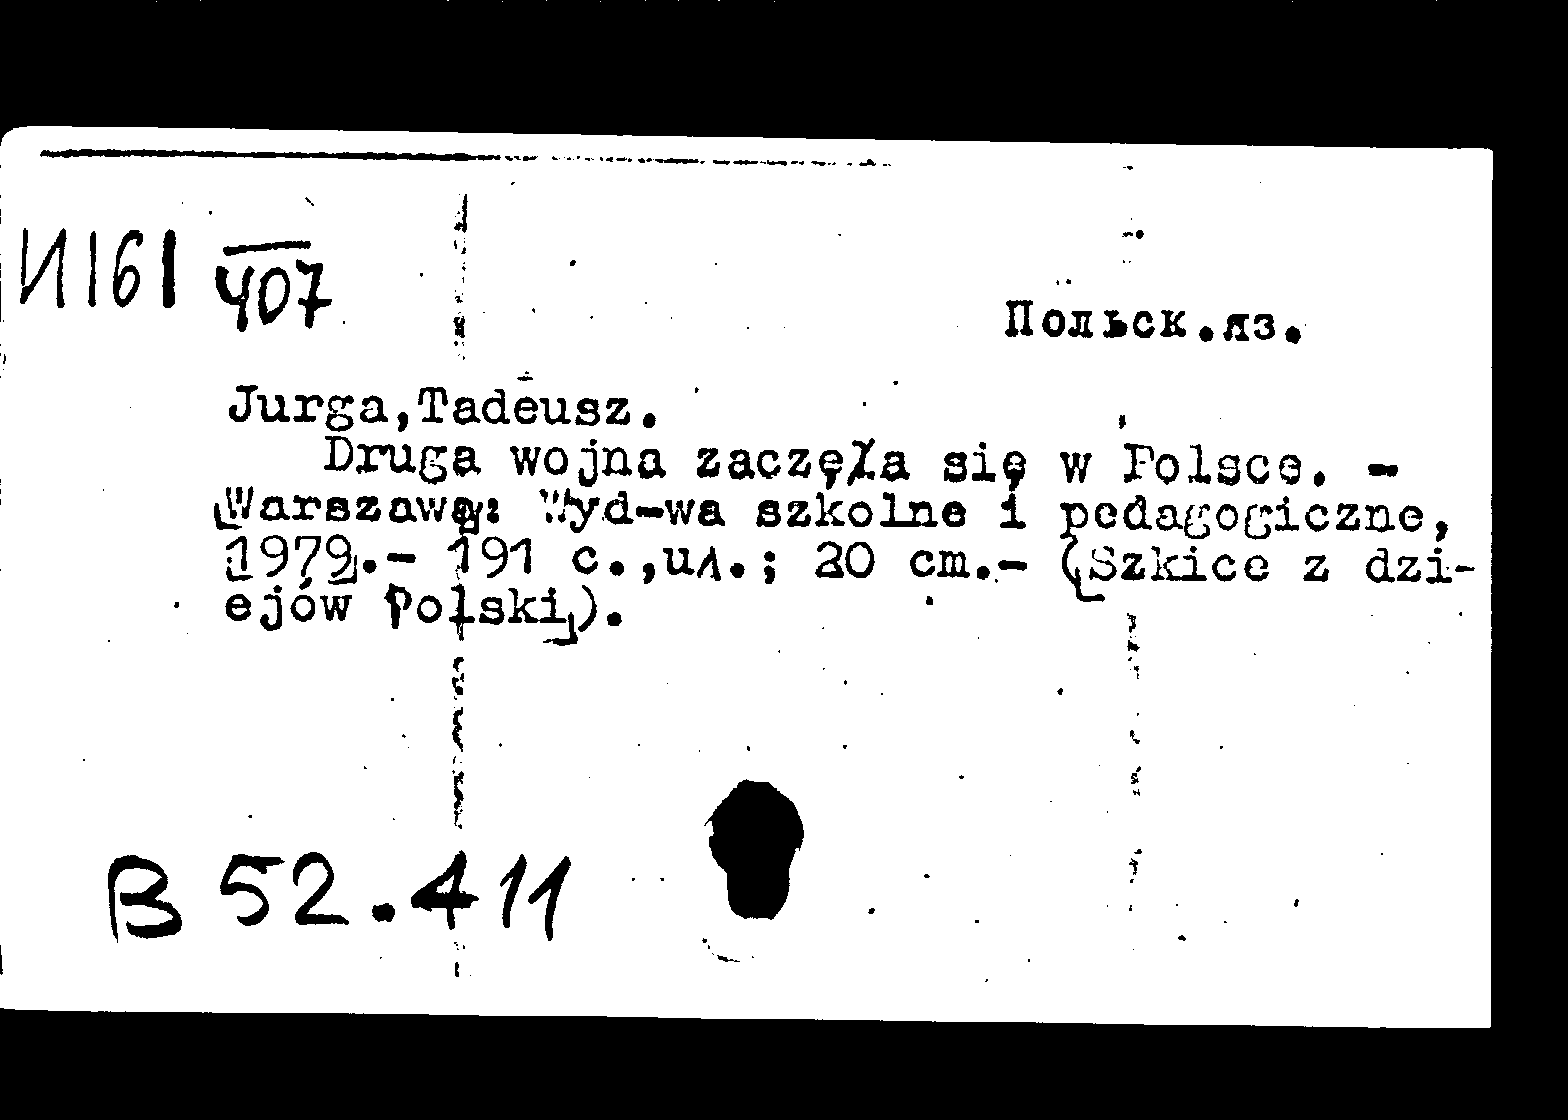 И161 407
Польск.яз.
Jurga,Tadeusz.
Druga wojna zaczęła się w Polsce. -
[Warszawa]: Wyd-wa szkolne i pedagogiczne,
[1979].- 191 c.,ил.; 20 cm.- ([Szkice z dzi-
ejów Polski]).
В 52.411